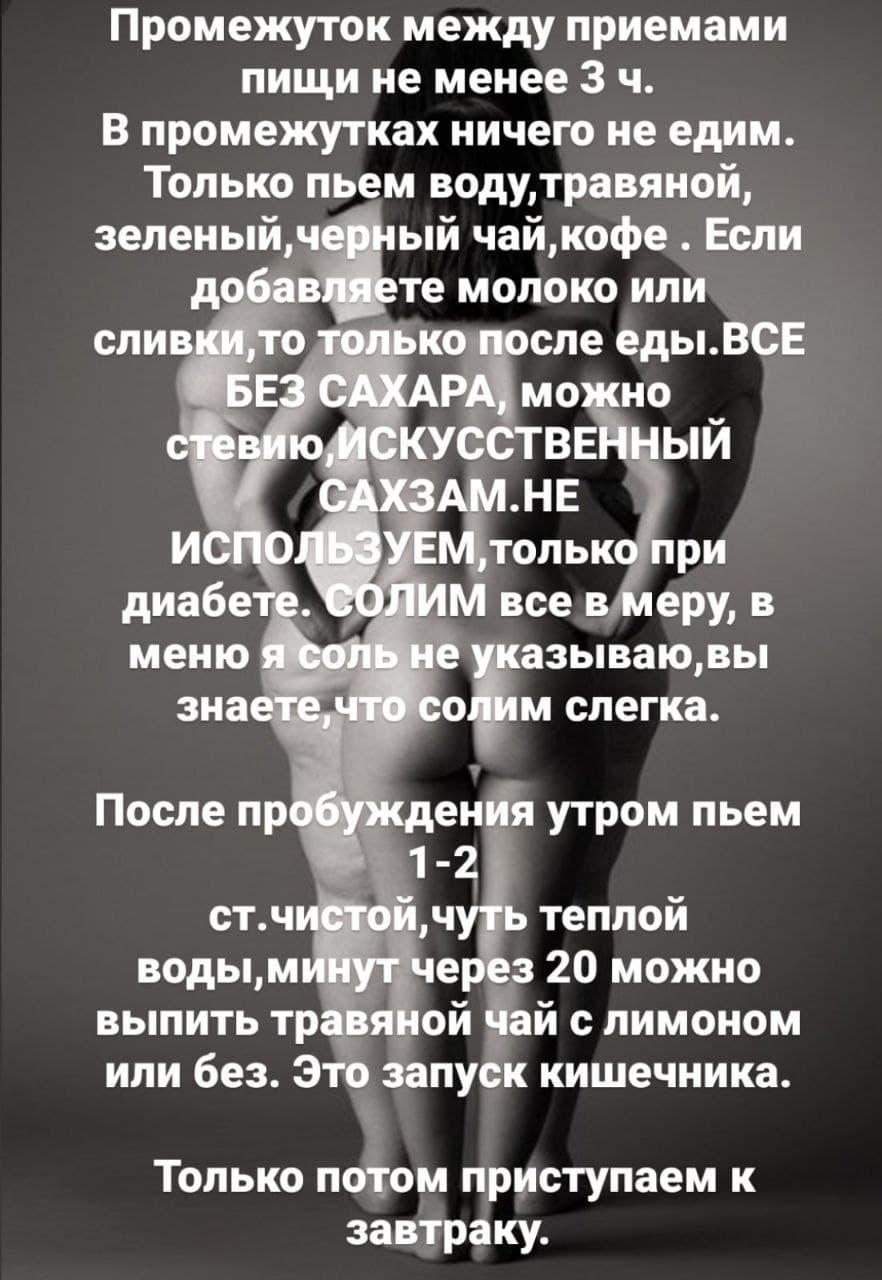 Промежуток между приемами
пищи не менее 3 ч.
В промежутках ничего не едим.
Только пьем воду,травяной,
зеленый,черный чай,кофе . Если
добавляете молоко или
сливки,то только после еды.ВСЕ
БЕЗ САХАРА, можно
стевию,ИСКУССТВЕННЫЙ
САХЗАМ.НЕ
ИСПОЛЬЗУЕМ,только при
диабете. СОЛИМ все в меру, в
меню я соль не указываю,вы
знаете,что солим слегка.
После пробуждения утром пьем
1-2
ст.чистой,чуть теплой
воды,минут через 20 можно
выпить травяной чай с лимоном
или без. Это запуск кишечника.
Только потом приступаем к
завтраку.